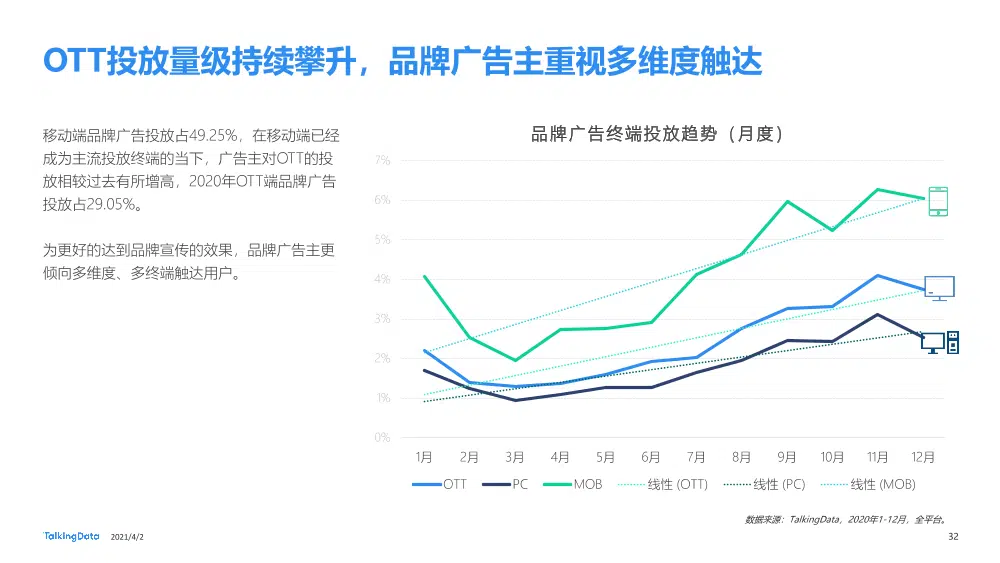 OTT投放量级持续攀升，品牌广告主重视多维度触达
移动端品牌广告投放占49.25%，在移动端已经
成为主流投放终端的当下，广告主对OTT的投
放相较过去有所增高，2020年OTT端品牌广告
投放占29.05%。
为更好的达到品牌宣传的效果，品牌广告主更
倾向多维度、多终端触达用户。
品牌广告终端投放趋势（月度）
7%
6%
5%
4%
3%
2%
1%
0%
1月 2月 3月 4月 5月 6月 7月 8月 9月 10月 11月 12月
OTT PC MOB 线性 (OTT) 线性 (PC) 线性 (MOB)
数据来源：TalkingData，2020年1-12月，全平台。
TalkingData 2021/4/2 32